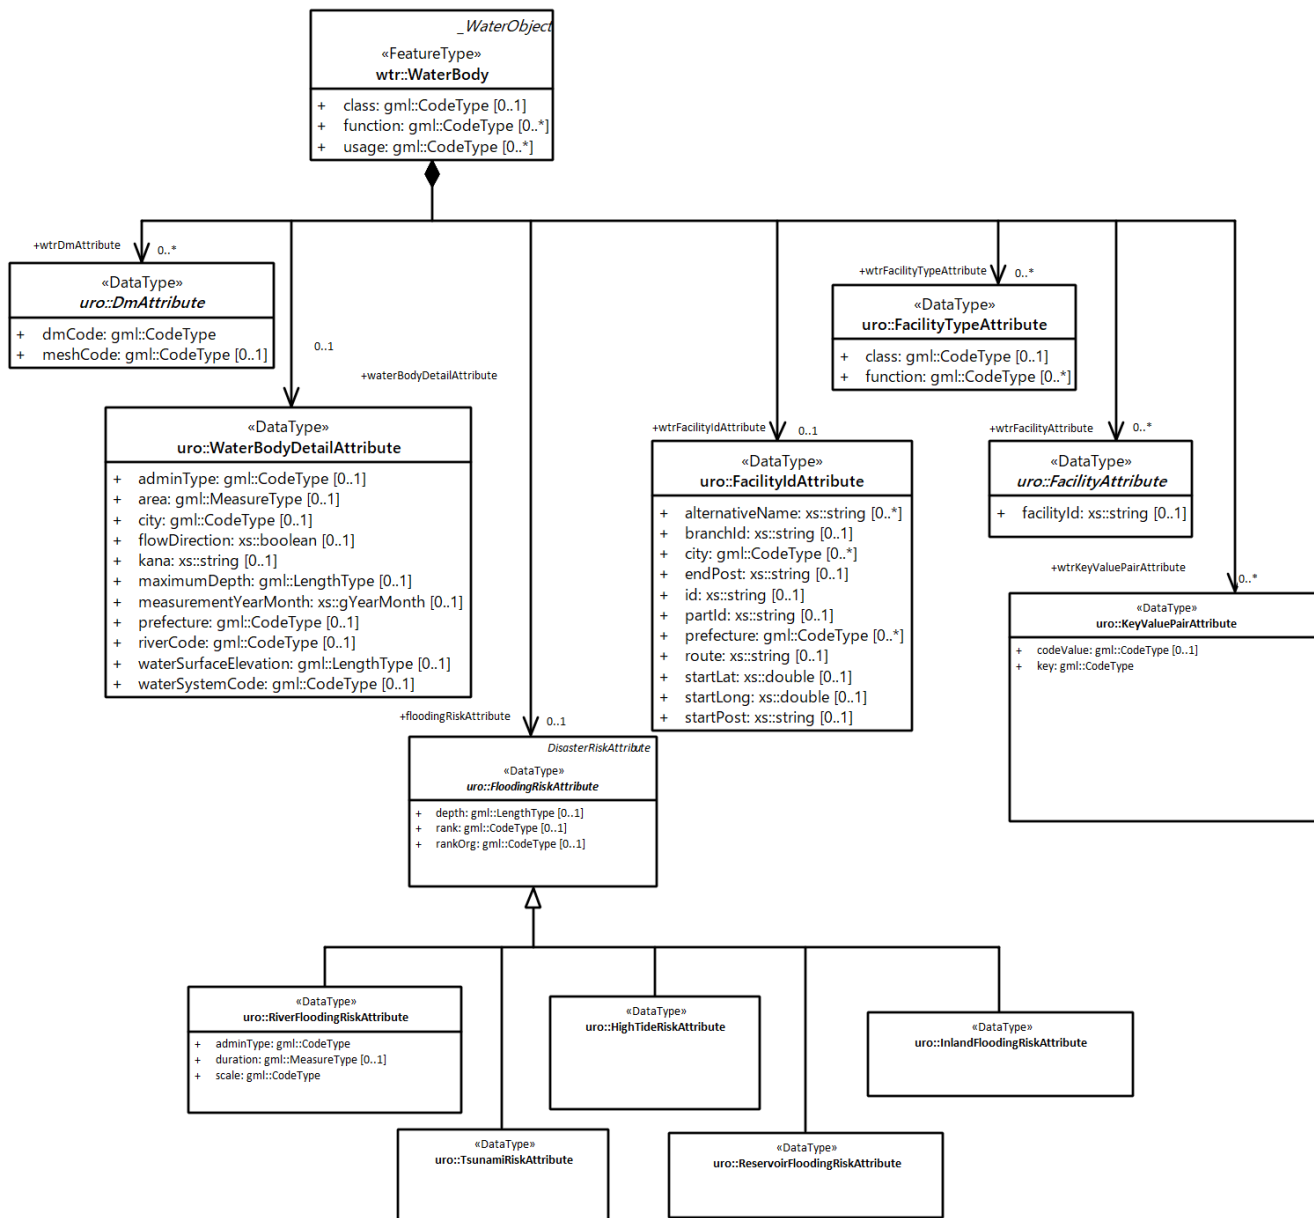 _WaterObject
«FeatureType»
wtr::WaterBody
+ class: gml::CodeType [0..1]
+ function: gml::CodeType [0..*]
+ usage: gml::CodeType [0..*]
+wtrDmAttribute
0..*
«DataType»
uro::DmAttribute
+ dmCode: gml::CodeType
+ meshCode: gml::CodeType [0..1]
0..1
+waterBodyDetailAttribute
«DataType»
uro::WaterBodyDetailAttribute
+ adminType: gml::CodeType [0..1]
+ area: gml::MeasureType [0..1]
+ city: gml::CodeType [0..1]
+ flowDirection: xs::boolean [0..1]
+ kana: xs::string [0..1]
+ maximumDepth: gml::LengthType [0..1]
+ measurementYearMonth: xs::gYearMonth [0..1]
+ prefecture: gml::CodeType [0..1]
+ riverCode: gml::CodeType [0..1]
+ waterSurfaceElevation: gml::LengthType [0..1]
+ waterSystemCode: gml::CodeType [0..1]
+wtrFacilityTypeAttribute
0..*
«DataType»
uro::FacilityTypeAttribute
+ class: gml::CodeType [0..1]
+ function: gml::CodeType [0..*]
+wtrFacilityIdAttribute
0..1
«DataType»
uro::FacilityIdAttribute
+ alternativeName: xs::string [0..*]
+ branchId: xs::string [0..1]
+ city: gml::CodeType [0..*]
+ endPost: xs::string [0..1]
+ id: xs::string [0..1]
+ partId: xs::string [0..1]
+ prefecture: gml::CodeType [0..*]
+ route: xs::string [0..1]
+ startLat: xs::double [0..1]
+ startLong: xs::double [0..1]
+ startPost: xs::string [0..1]
+wtrFacilityAttribute
0..*
«DataType»
uro::FacilityAttribute
+ facilityId: xs::string [0..1]
+wtrKeyValuePairAttribute
0..*
«DataType»
uro::KeyValuePairAttribute
+ codeValue: gml::CodeType [0..1]
+ key: gml::CodeType
+floodingRiskAttribute
0..1
DisasterRiskAttribute
«DataType»
uro::FloodingRiskAttribute
+ depth: gml::LengthType [0..1]
+ rank: gml::CodeType [0..1]
+ rankOrg: gml::CodeType [0..1]
«DataType»
uro::RiverFloodingRiskAttribute
+ adminType: gml::CodeType
+ duration: gml::MeasureType [0..1]
+ scale: gml::CodeType
«DataType»
uro::HighTideRiskAttribute
«DataType»
uro::InlandFloodingRiskAttribute
«DataType»
uro::TsunamiRiskAttribute
«DataType»
uro::ReservoirFloodingRiskAttribute